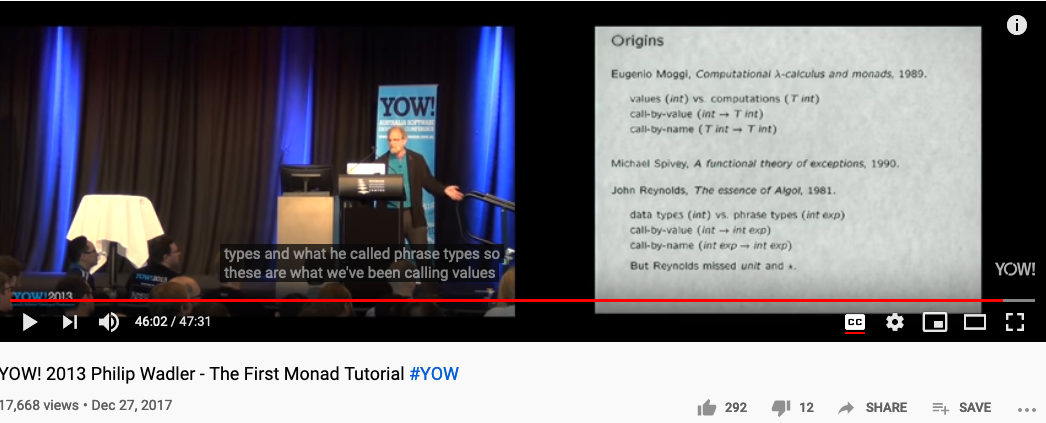 YOW!
AUSTRALIA SOFTWARE
YOW!2013
types and what he called phrase types so
these are what we've been calling values
Origins
Eugenio Moggi, Computational λ-calculus and monads, 1989.
values (int) vs. computations (T int)
call-by-value (int → T int)
call-by-name (T int → T int)
Michael Spivey, A functional theory of exceptions, 1990.
John Reynolds, The essence of Algol, 1981.
data types (int) vs. phrase types (int exp)
call-by-value (int → int exp)
call-by-name (int exp → int exp)
But Reynolds missed unit and ⋆.
YOW!
46:02 / 47:31
CC
YOW! 2013 Philip Wadler - The First Monad Tutorial #YOW
17,668 views • Dec 27, 2017
292
12
SHARE
SAVE